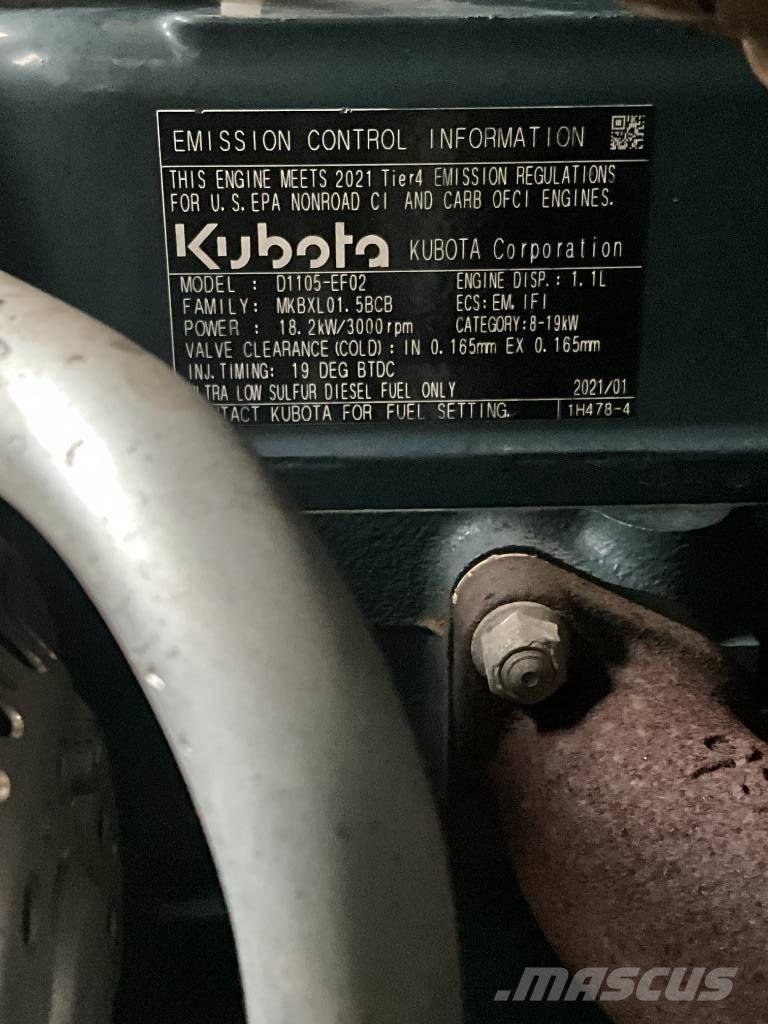 EMISSION CONTROL INFORMATION
THIS ENGINE MEETS 2021 Tier4 EMISSION REGULATIONS
FOR U.S. EPA NONROAD CI AND CARB OFCI ENGINES.
Kubota KUBOTA Corporation
MODEL : D1105-EF02 ENGINE DISP.: 1.1L
FAMILY: MKBXL01.5BCB ECS: EM, IFI
POWER : 18.2kW/3000rpm CATEGORY: 8-19kW
VALVE CLEARANCE (COLD) : IN 0.165mm EX 0.165mm
INJ. TIMING: 19 DEG BTDC
LTRA LOW SULFUR DIESEL FUEL ONLY 2021/01
TACT KUBOTA FOR FUEL SETTING. 1H478-4
MASCUS